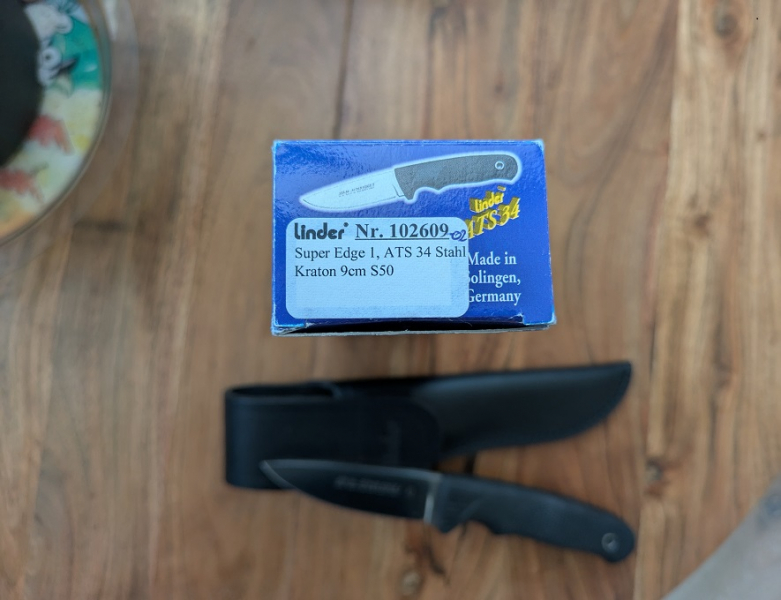 Linder® Nr. 102609-02
Super Edge 1, ATS 34 Stahl
Kraton 9cm S50
Linder
ATS 34
Made in
Solingen,
Germany